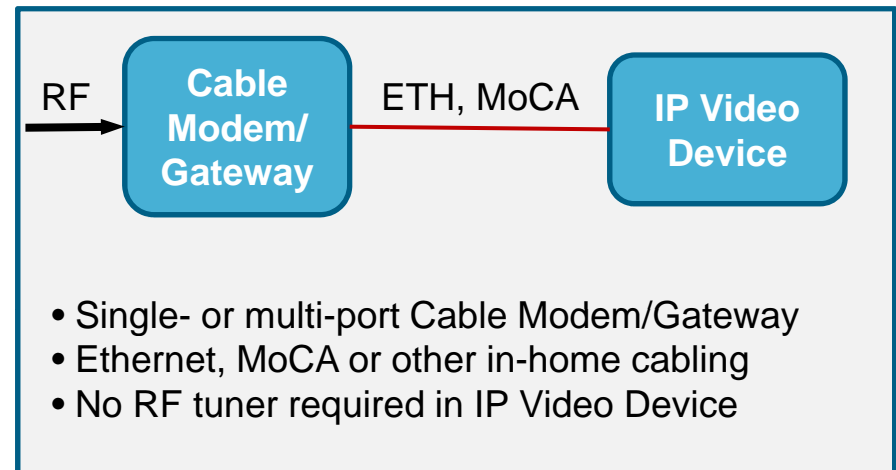 RF
Cable
Modem/
Gateway
ETH, MoCA
IP Video
Device
• Single- or multi-port Cable Modem/Gateway
• Ethernet, MoCA or other in-home cabling
• No RF tuner required in IP Video Device